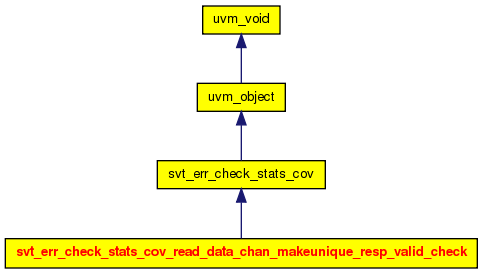 uvm_void
uvm_object
svt_err_check_stats_cov
svt_err_check_stats_cov_read_data_chan_makeunique_resp_valid_check